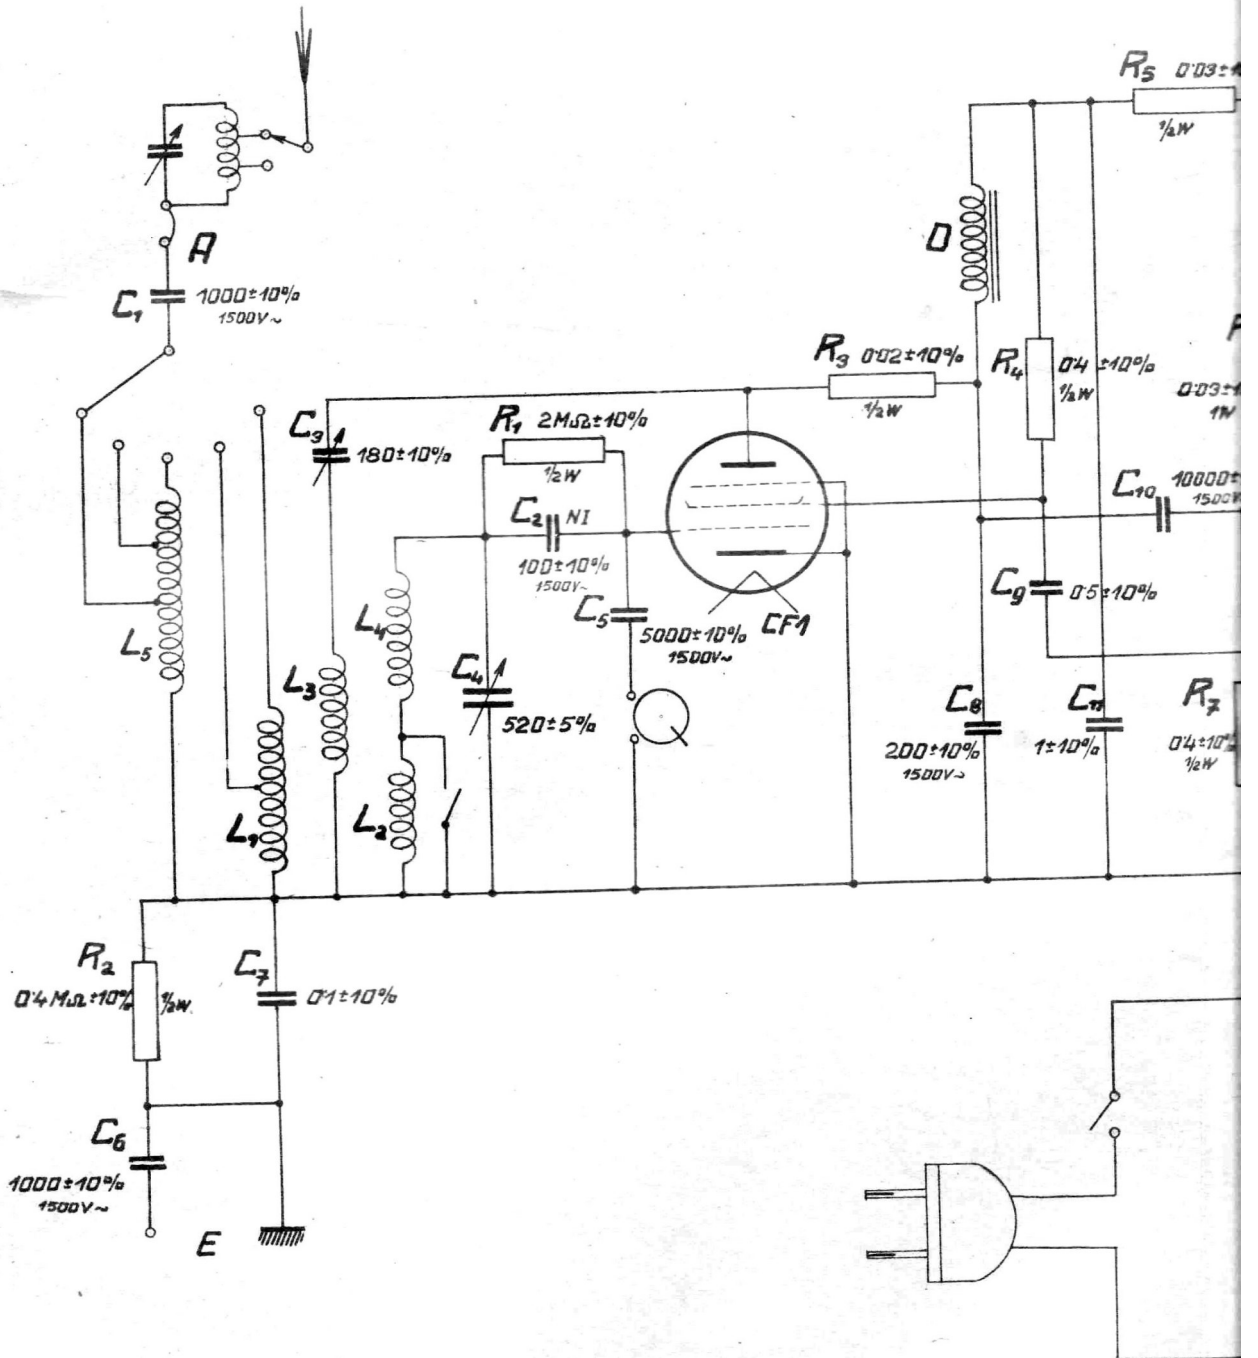 R5 0'03±1
1/2W
A
C1 1000±10%
1500V~
D
R3 0'02±10%
1/2W
R4 0'4±10%
1/2W
0'03±1
1W
C3 180±10%
R1 2MΩ±10%
1/2W
C2 NI
100±10%
1500V~
C10 10000±
1500V
C5 5000±10%
1500V~
CF1
C9 0'5±10%
L5
L4
L3
C4
520±5%
C8
200±10%
1500V~
C11
1±10%
R7
0'4±10%
1/2W
L1
L2
R2
0'4MΩ±10% 1/2W
C7 0'1±10%
C6
1000±10%
1500V~
E